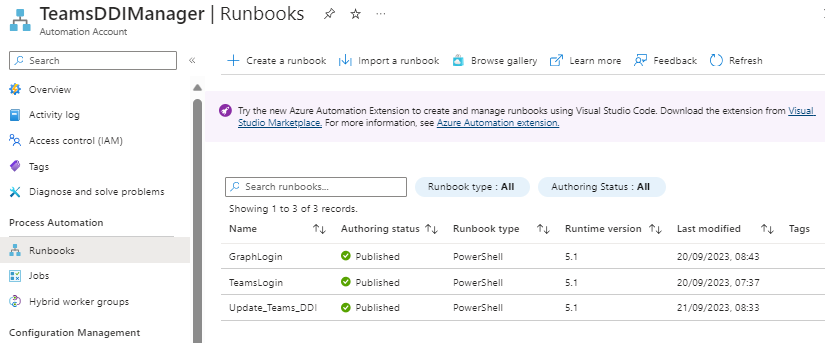 TeamsDDIManager | Runbooks
Automation Account
Search
Overview
Activity log
Access control (IAM)
Tags
Diagnose and solve problems
Process Automation
Runbooks
Jobs
Hybrid worker groups
Configuration Management
Create a runbook Import a runbook Browse gallery Learn more Feedback Refresh
Try the new Azure Automation Extension to create and manage runbooks using Visual Studio Code. Download the extension from Visual
Studio Marketplace. For more information, see Azure Automation extension.
Search runbooks... Runbook type : All Authoring Status : All
Showing 1 to 3 of 3 records.
Name Authoring status Runbook type Runtime version Last modified Tags
GraphLogin Published PowerShell 5.1 20/09/2023, 08:43
TeamsLogin Published PowerShell 5.1 20/09/2023, 07:37
Update_Teams_DDI Published PowerShell 5.1 21/09/2023, 08:33